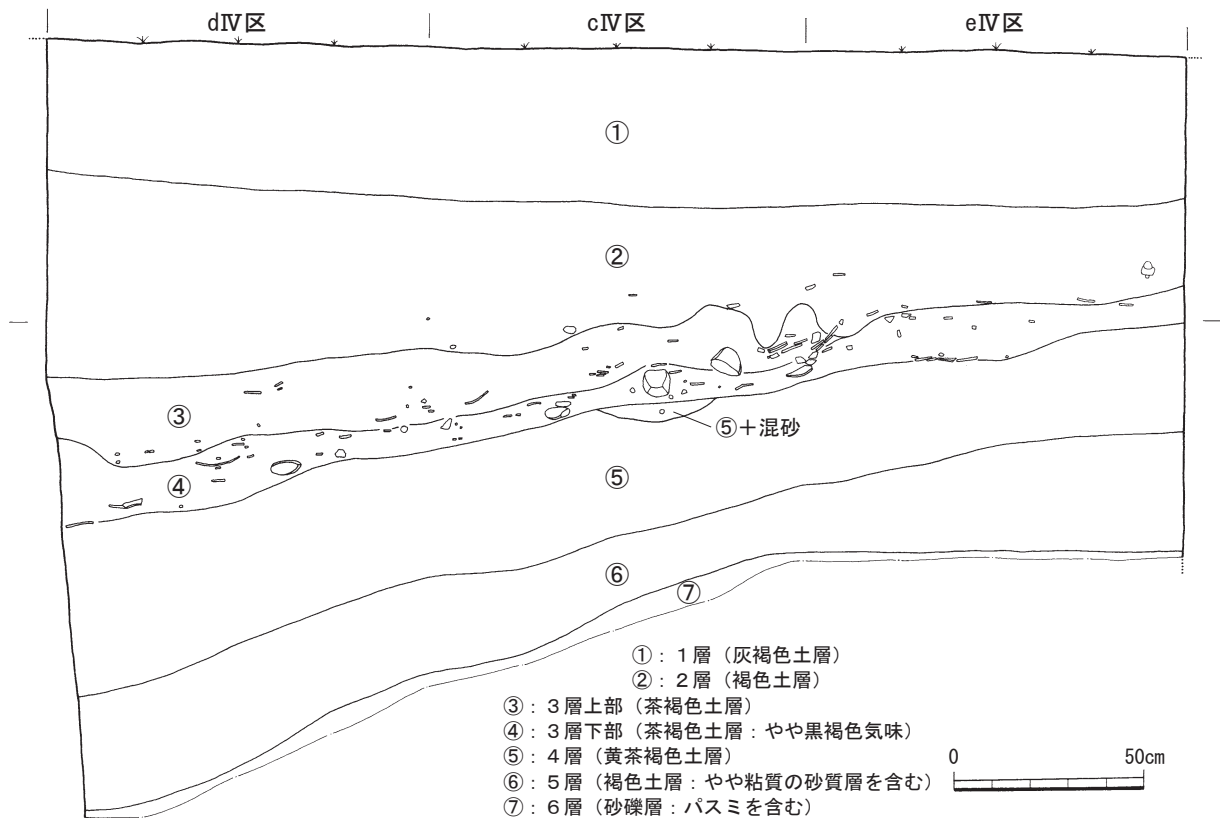 dⅣ区 cⅣ区 eⅣ区
①
②
③
⑤+混砂
④
⑤
⑥
⑦
①:1層(灰褐色土層)
②:2層(褐色土層)
③:3層上部(茶褐色土層)
④:3層下部(茶褐色土層:やや黒褐色気味)
⑤:4層(黄茶褐色土層)
⑥:5層(褐色土層:やや粘質の砂質層を含む)
⑦:6層(砂礫層:パスミを含む)
0 50cm